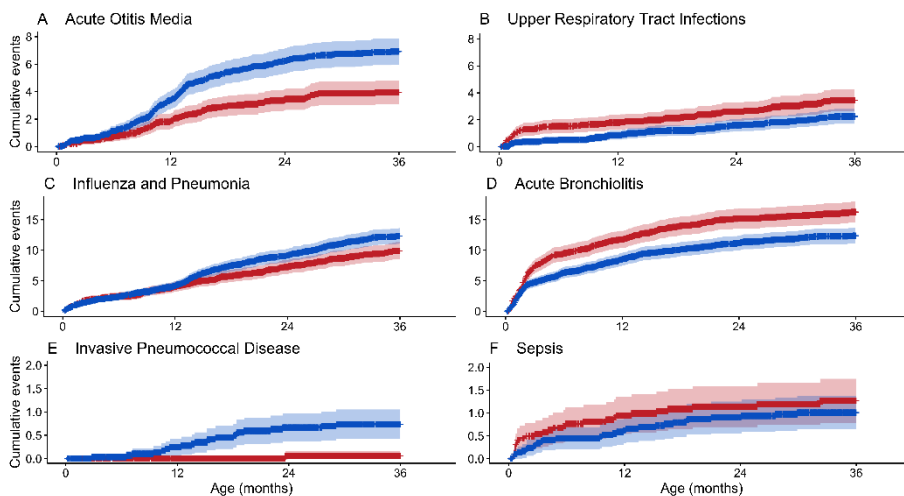 A Acute Otitis Media
B Upper Respiratory Tract Infections
Cumulative events
8
6
4
2
0
0 12 24 36
8
6
4
2
0
0 12 24 36
C Influenza and Pneumonia
D Acute Bronchiolitis
Cumulative events
15
10
5
0
0 12 24 36
15
10
5
0
0 12 24 36
E Invasive Pneumococcal Disease
F Sepsis
Cumulative events
2.0
1.5
1.0
0.5
0.0
0 12 24 36
Age (months)
2.0
1.5
1.0
0.5
0.0
0 12 24 36
Age (months)